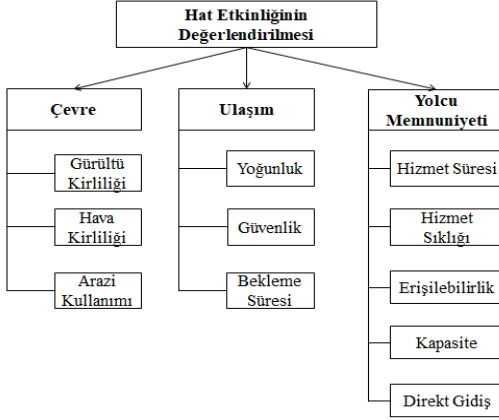 Hat Etkinliğinin
Değerlendirilmesi
Çevre
Gürültü
Kirliliği
Hava
Kirliliği
Arazi
Kullanımı
Ulaşım
Yoğunluk
Güvenlik
Bekleme
Süresi
Yolcu
Memnuniyeti
Hizmet Süresi
Hizmet
Sıklığı
Erişilebilirlik
Kapasite
Direkt Gidiş